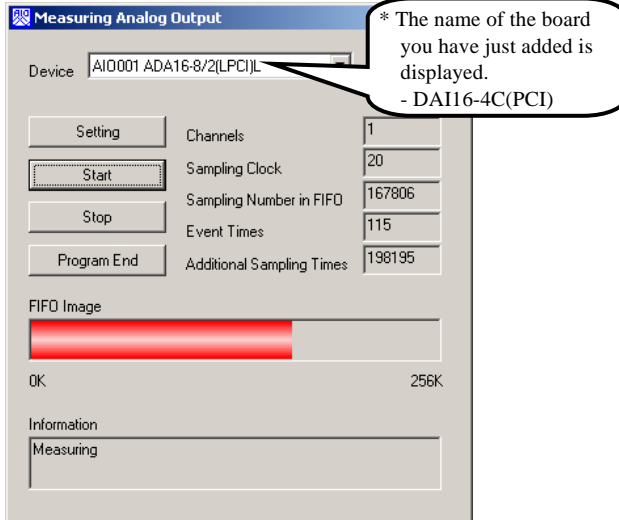 Measuring Analog Output
* The name of the board
you have just added is
displayed.
- DAI16-4C(PCI)
Device AIO001 ADA16-8/2(LPCI)L
Setting
Start
Stop
Program End
Channels 1
Sampling Clock 20
Sampling Number in FIFO 167806
Event Times 115
Additional Sampling Times 198195
FIFO Image
0K 256K
Information
Measuring